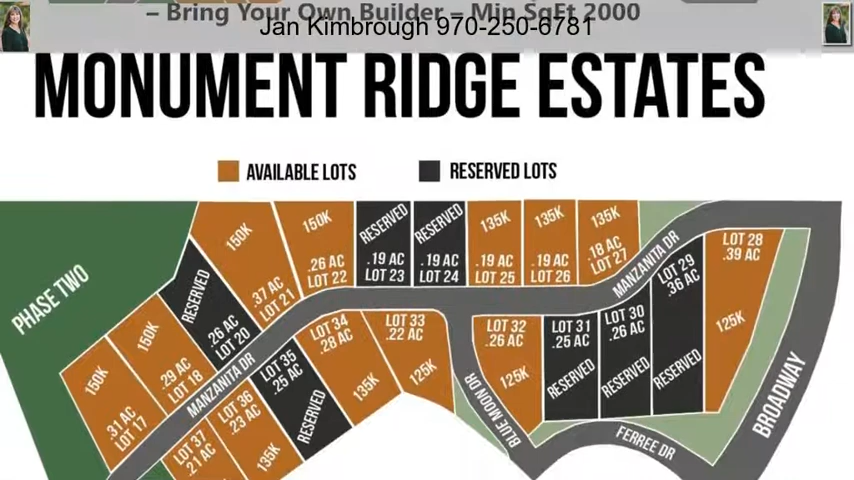 – Bring Your Own Builder – Min SqFt 2000
Jan Kimbrough 970-250-6781
MONUMENT RIDGE ESTATES
AVAILABLE LOTS
RESERVED LOTS
PHASE TWO
150K
.31 AC
LOT 17
150K
.29 AC
LOT 18
RESERVED
.26 AC
LOT 20
150K
.37 AC
LOT 21
150K
.26 AC
LOT 22
RESERVED
.19 AC
LOT 23
RESERVED
.19 AC
LOT 24
135K
.19 AC
LOT 25
135K
.19 AC
LOT 26
135K
.18 AC
LOT 27
MANZANITA DR
LOT 28
.39 AC
125K
LOT 29
.36 AC
RESERVED
LOT 30
.26 AC
RESERVED
LOT 31
.25 AC
RESERVED
LOT 32
.26 AC
125K
LOT 33
.22 AC
125K
LOT 34
.28 AC
135K
LOT 35
.25 AC
RESERVED
LOT 36
.23 AC
135K
LOT 37
.21 AC
MANZANITA DR
BLUE MOON DR
FERREE DR
BROADWAY